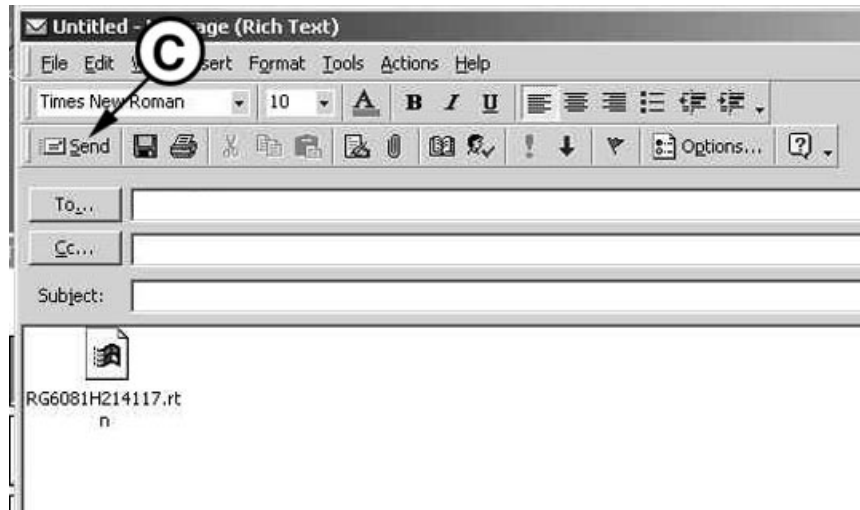 Untitled - age (Rich Text)
C
File Edit sert Format Tools Actions Help
Times New Roman 10 A B I U
Send Options...
To...
Cc...
Subject:
RG6081H214117.rt
n